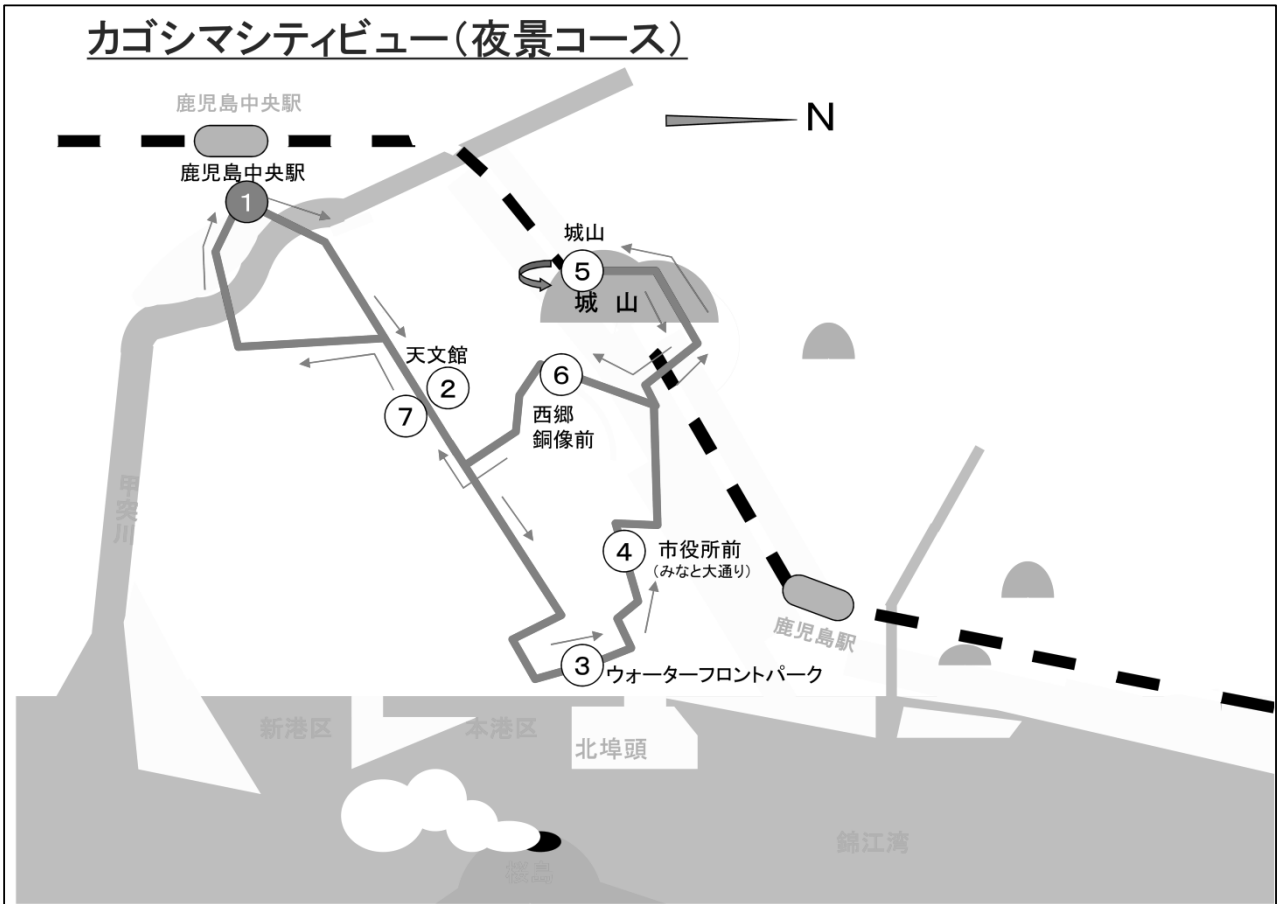 カゴシマシティビュー（夜景コース）
鹿児島中央駅
N
鹿児島中央駅
1
城山
5
城 山
天文館
2
6
7
西郷
銅像前
甲突川
4
市役所前
(みなと大通り)
鹿児島駅
3
ウォーターフロントパーク
新港区
本港区
北埠頭
錦江湾
桜島